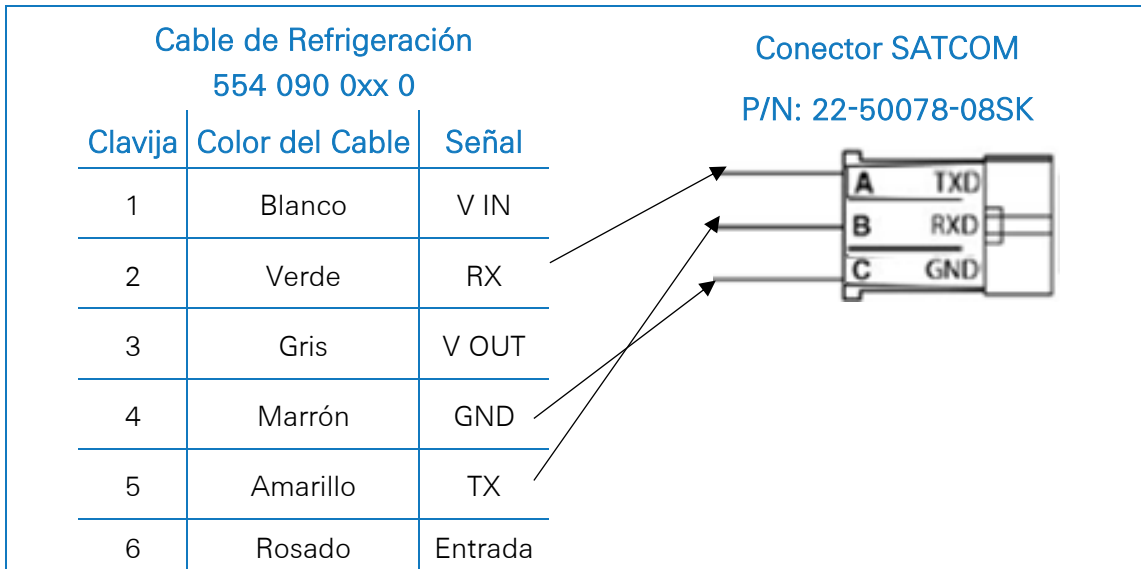 Cable de Refrigeración
554 090 0xx 0
Clavija Color del Cable Señal
1 Blanco V IN
2 Verde RX
3 Gris V OUT
4 Marrón GND
5 Amarillo TX
6 Rosado Entrada
Conector SATCOM
P/N: 22-50078-08SK
A TXD
B RXD
C GND